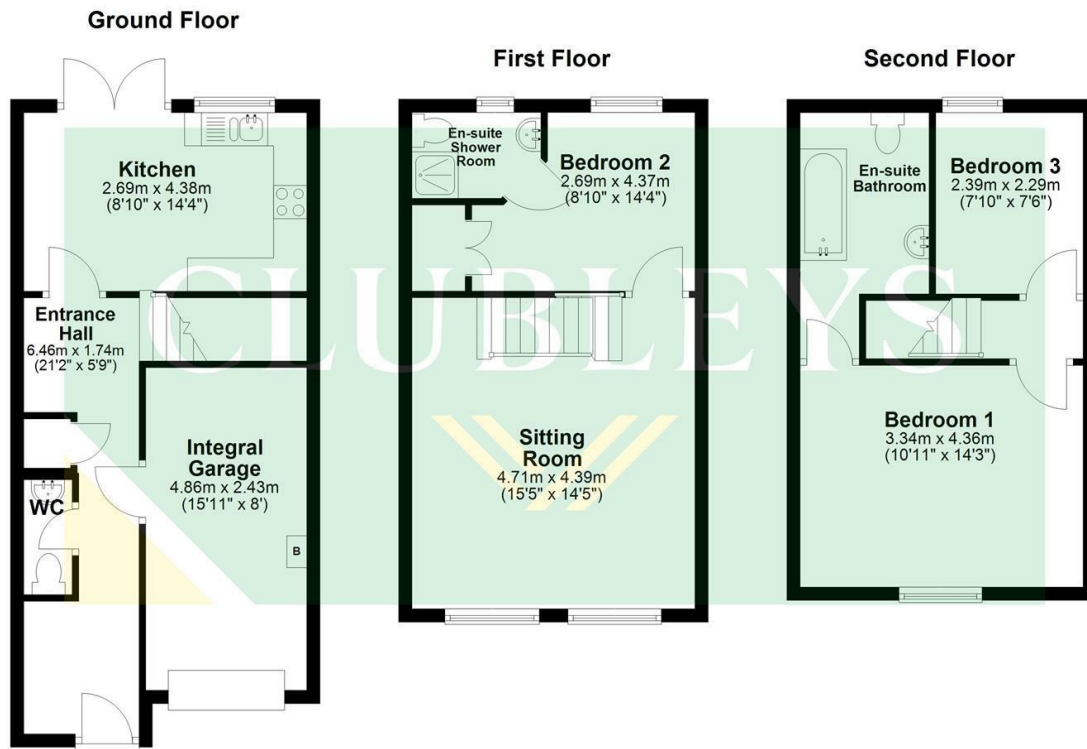 Ground Floor
Kitchen
2.69m x 4.38m
(8'10" x 14'4")
Entrance
Hall
6.46m x 1.74m
(21'2" x 5'9")
Integral
Garage
4.86m x 2.43m
(15'11" x 8')
WC
B
First Floor
En-suite
Shower
Room
Bedroom 2
2.69m x 4.37m
(8'10" x 14'4")
Sitting
Room
4.71m x 4.39m
(15'5" x 14'5")
Second Floor
En-suite
Bathroom
Bedroom 3
2.39m x 2.29m
(7'10" x 7'6")
Bedroom 1
3.34m x 4.36m
(10'11" x 14'3")
CLUBLEYS